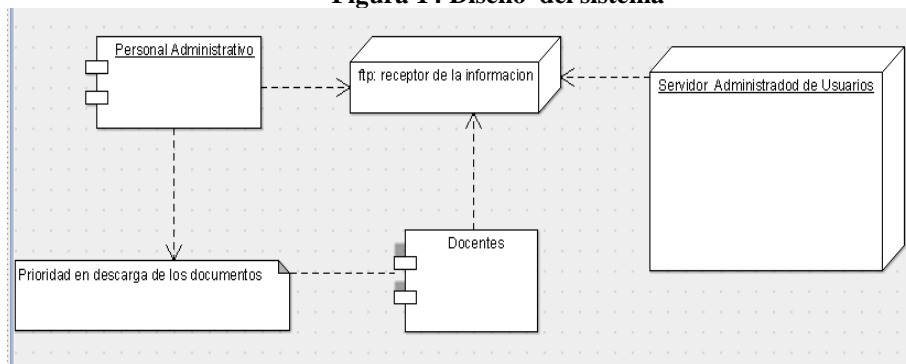 Figura 14 Diseño del sistema
Personal Administrativo
ftp: receptor de la informacion
Servidor Administradod de Usuarios
Docentes
Prioridad en descarga de los documentos